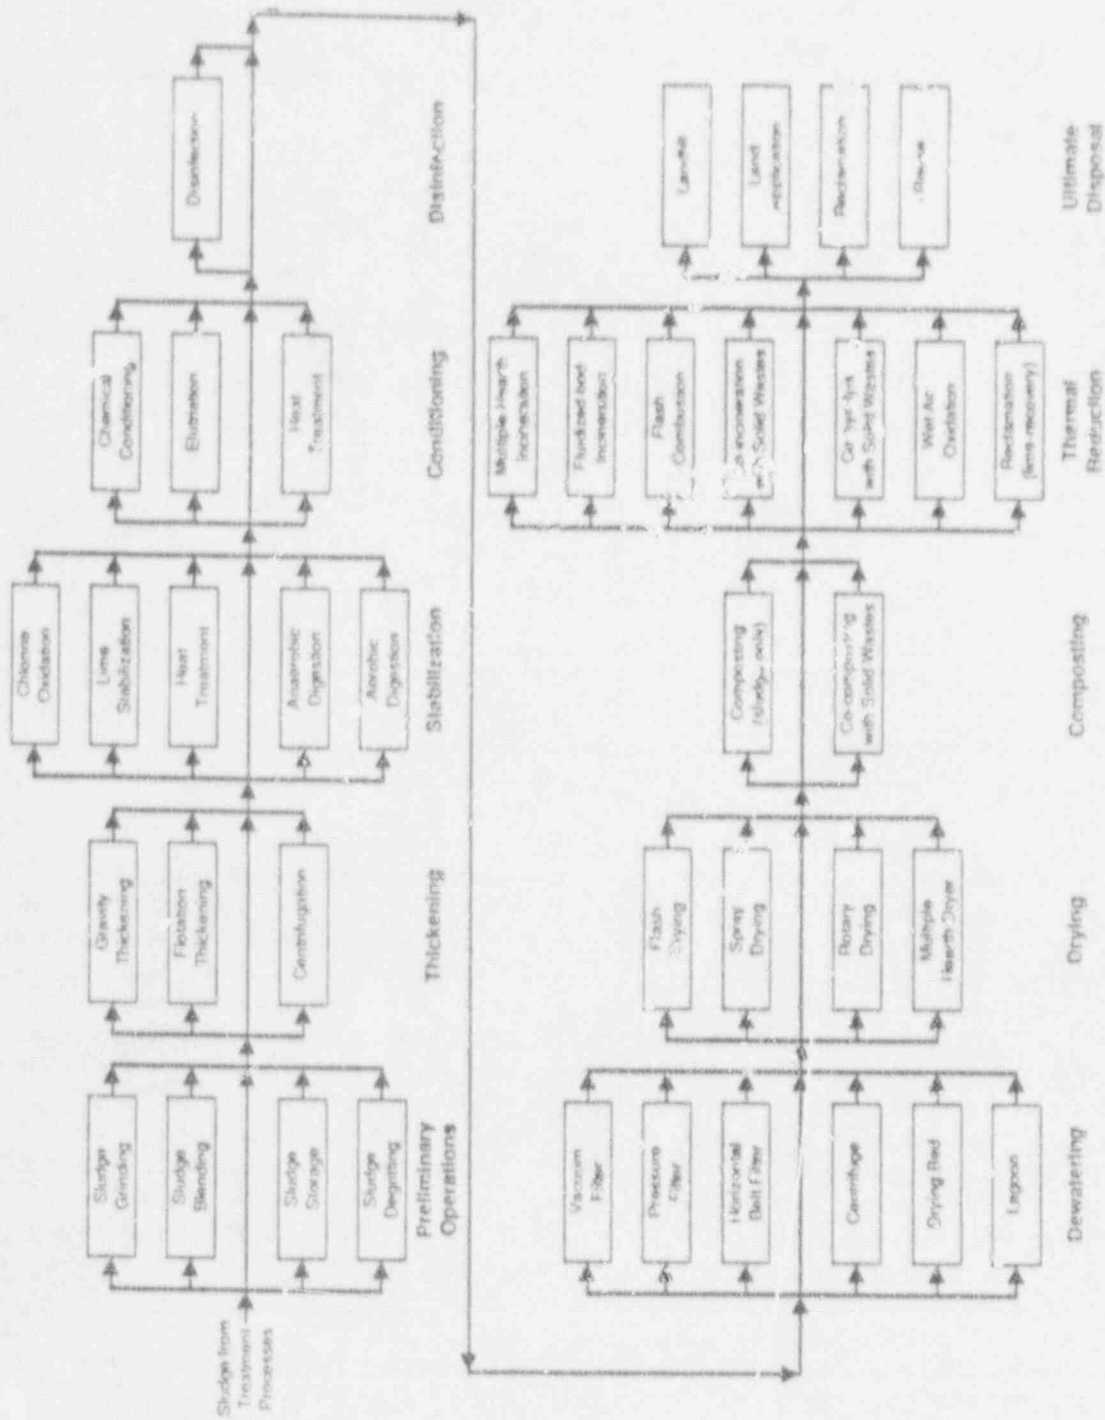 Sludge from
Treatment
Processes
Sludge
Grinding
Sludge
Blending
Sludge
Storage
Sludge
Degritting
Preliminary
Operations
Gravity
Thickening
Flotation
Thickening
Centrifugation
Thickening
Chlorine
Oxidation
Lime
Stabilization
Heat
Treatment
Anaerobic
Digestion
Aerobic
Digestion
Stabilization
Chemical
Conditioning
Elutriation
Heat
Treatment
Conditioning
Disinfection
Disinfection
Vacuum
Filter
Pressure
Filter
Horizontal
Belt Filter
Centrifuge
Drying Bed
Lagoon
Dewatering
Flash
Drying
Spray
Drying
Rotary
Drying
Multiple
Hearth Dryer
Drying
Composting
(sludge only)
Co-composting
with Solid Wastes
Composting
Multiple Hearth
Incineration
Fluidized bed
Incineration
Flash
Combustion
Co-incineration
with Solid Wastes
with Solid Wastes
Wet Air
Oxidation
(lime recovery)
Thermal
Reduction
Landfill
Land
Application
Reclamation
Reuse
Ultimate
Disposal